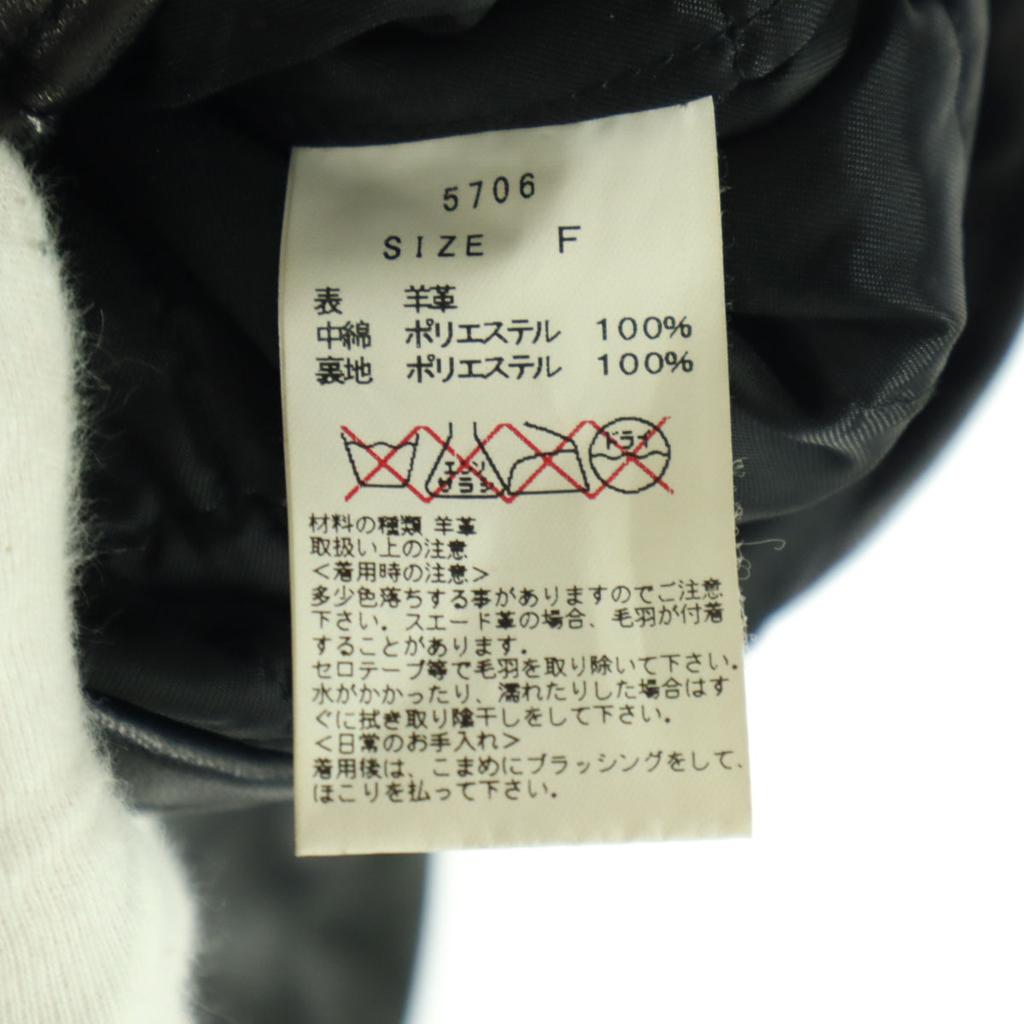 5706
SIZE F
表 羊革
中綿 ポリエステル 100%
裏地 ポリエステル 100%
エンソ
サラシ
ドライ
材料の種類 羊革
取扱い上の注意
＜着用時の注意＞
多少色落ちする事がありますのでご注意
下さい。スエード革の場合、毛羽が付着
することがあります。
セロテープ等で毛羽を取り除いて下さい。
水がかかったり、濡れたりした場合はす
ぐに拭き取り陰干しをして下さい。
＜日常のお手入れ＞
着用後は、こまめにブラッシングをして、
ほこりを払って下さい。